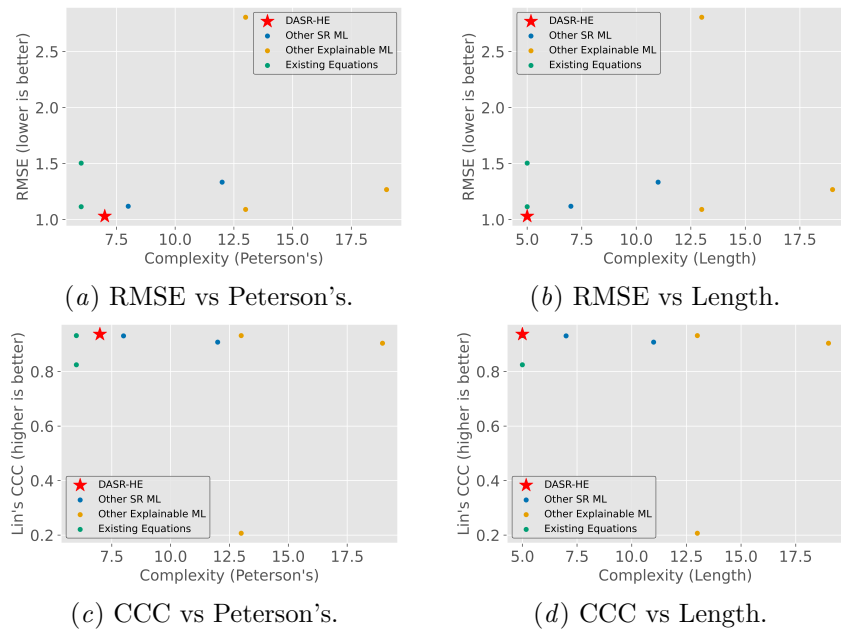 DASR-HE
Other SR ML
Other Explainable ML
Existing Equations
RMSE (lower is better)
2.5
2.0
1.5
1.0
7.5 10.0 12.5 15.0 17.5
Complexity (Peterson's)
(a) RMSE vs Peterson's.
DASR-HE
Other SR ML
Other Explainable ML
Existing Equations
RMSE (lower is better)
2.5
2.0
1.5
1.0
5.0 7.5 10.0 12.5 15.0 17.5
Complexity (Length)
(b) RMSE vs Length.
Lin's CCC (higher is better)
0.8
0.6
0.4
0.2
DASR-HE
Other SR ML
Other Explainable ML
Existing Equations
7.5 10.0 12.5 15.0 17.5
Complexity (Peterson's)
(c) CCC vs Peterson's.
Lin's CCC (higher is better)
0.8
0.6
0.4
0.2
DASR-HE
Other SR ML
Other Explainable ML
Existing Equations
5.0 7.5 10.0 12.5 15.0 17.5
Complexity (Length)
(d) CCC vs Length.